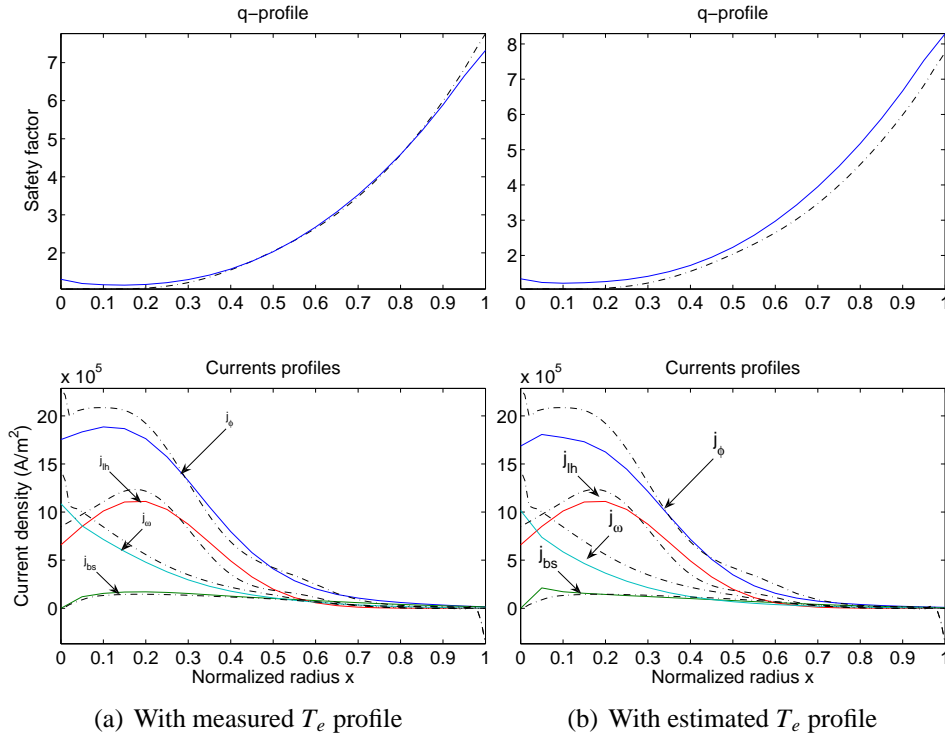 q−profile
q−profile
Safety factor
7
6
5
4
3
2
0 0.1 0.2 0.3 0.4 0.5 0.6 0.7 0.8 0.9 1
8
7
6
5
4
3
2
0 0.1 0.2 0.3 0.4 0.5 0.6 0.7 0.8 0.9 1
Currents profiles
x 10^5
Current density (A/m²)
20
15
10
5
0
j_ϕ
j_lh
j_ω
j_bs
0 0.1 0.2 0.3 0.4 0.5 0.6 0.7 0.8 0.9 1
Normalized radius x
Currents profiles
x 10^5
20
15
10
5
0
j_ϕ
j_lh
j_ω
j_bs
0 0.1 0.2 0.3 0.4 0.5 0.6 0.7 0.8 0.9 1
Normalized radius x
(a) With measured T_e profile
(b) With estimated T_e profile